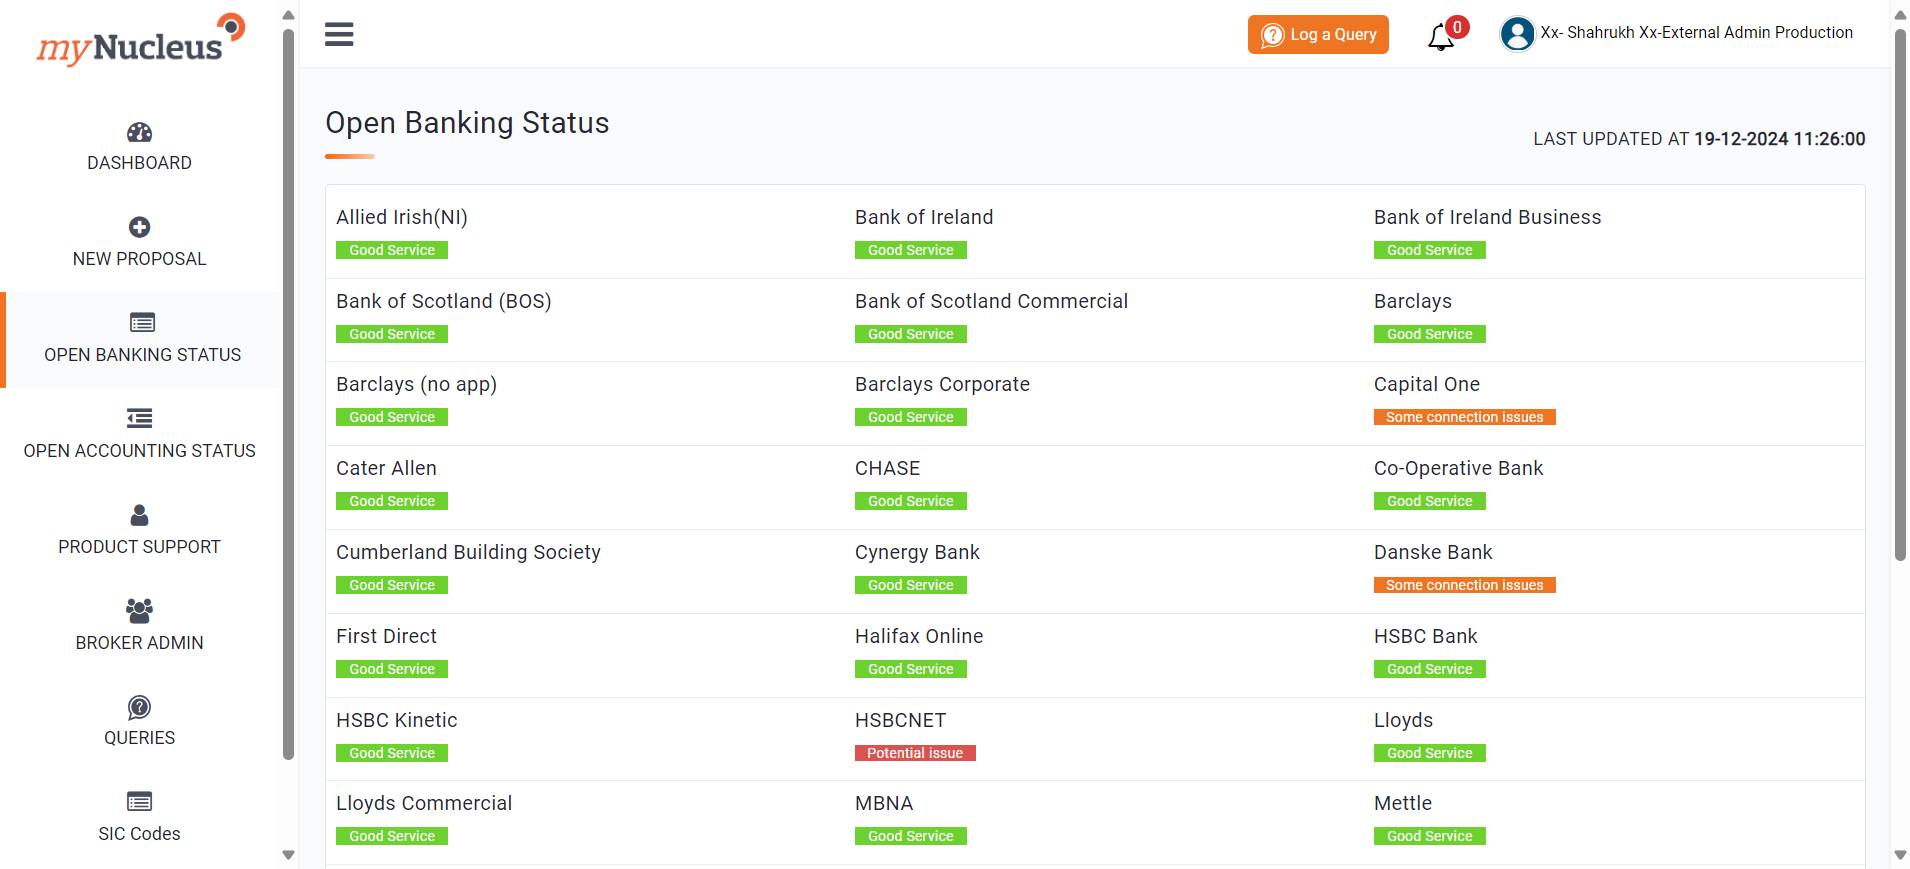 myNucleus
DASHBOARD
NEW PROPOSAL
OPEN BANKING STATUS
OPEN ACCOUNTING STATUS
PRODUCT SUPPORT
BROKER ADMIN
QUERIES
SIC Codes
Log a Query
0
Xx- Shahrukh Xx-External Admin Production
Open Banking Status
LAST UPDATED AT 19-12-2024 11:26:00
Allied Irish(NI)
Good Service
Bank of Ireland
Good Service
Bank of Ireland Business
Good Service
Bank of Scotland (BOS)
Good Service
Bank of Scotland Commercial
Good Service
Barclays
Good Service
Barclays (no app)
Good Service
Barclays Corporate
Good Service
Capital One
Some connection issues
Cater Allen
Good Service
CHASE
Good Service
Co-Operative Bank
Good Service
Cumberland Building Society
Good Service
Cynergy Bank
Good Service
Danske Bank
Some connection issues
First Direct
Good Service
Halifax Online
Good Service
HSBC Bank
Good Service
HSBC Kinetic
Good Service
HSBCNET
Potential issue
Lloyds
Good Service
Lloyds Commercial
Good Service
MBNA
Good Service
Mettle
Good Service